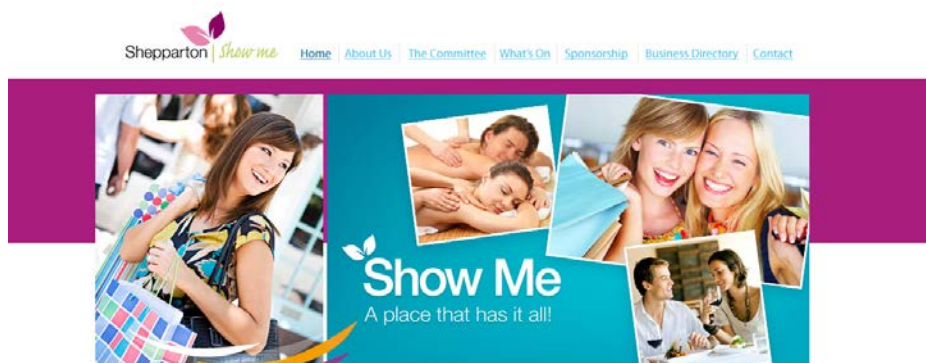 Shepparton Show me
Home About Us The Committee What's On Sponsorship Business Directory Contact
Show Me
A place that has it all!